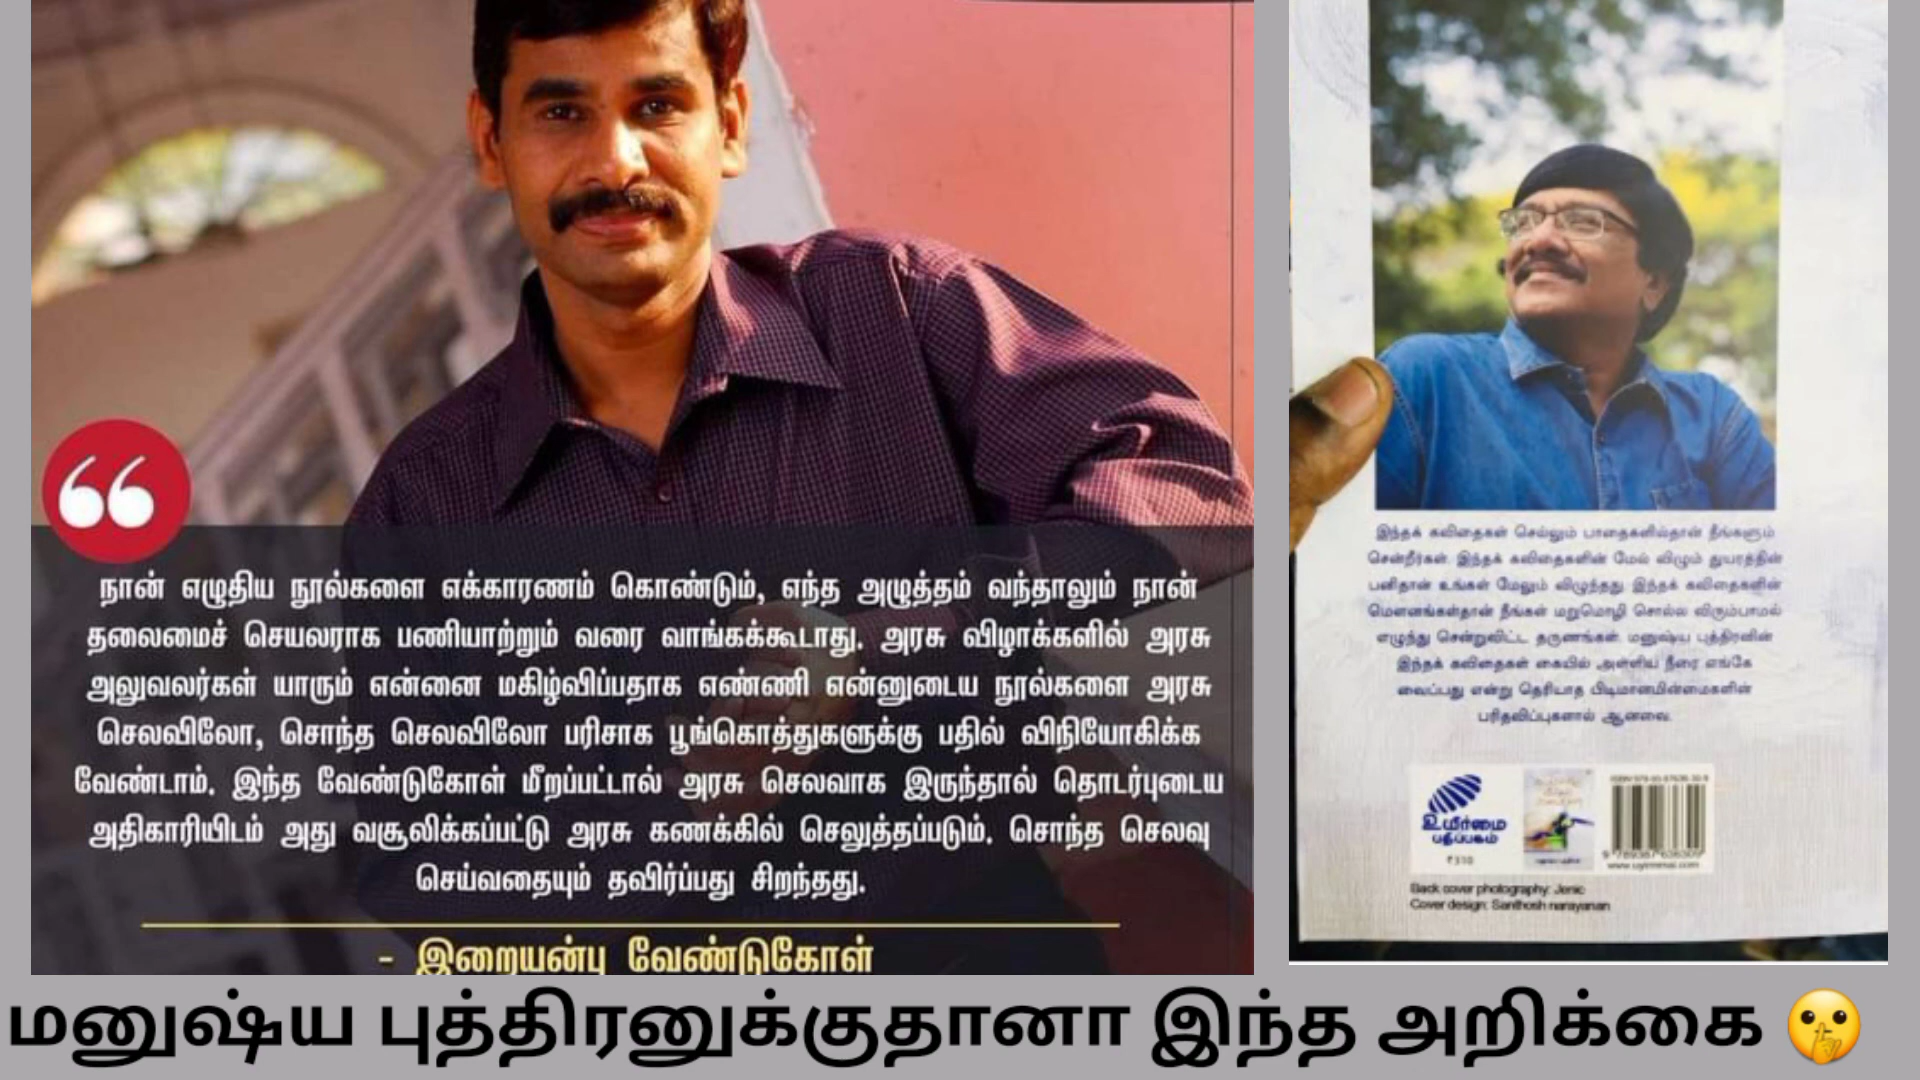 நான் எழுதிய நூல்களை எக்காரணம் கொண்டும், எந்த அழுத்தம் வந்தாலும் நான்
தலைமைச் செயலராக பணியாற்றும் வரை வாங்கக்கூடாது. அரசு விழாக்களில் அரசு
அலுவலர்கள் யாரும் என்னை மகிழ்விப்பதாக எண்ணி என்னுடைய நூல்களை அரசு
செலவிலோ, சொந்த செலவிலோ பரிசாக பூங்கொத்துகளுக்கு பதில் விநியோகிக்க
வேண்டாம். இந்த வேண்டுகோள் மீறப்பட்டால் அரசு செலவாக இருந்தால் தொடர்புடைய
அதிகாரியிடம் அது வசூலிக்கப்பட்டு அரசு கணக்கில் செலுத்தப்படும். சொந்த செலவு
செய்வதையும் தவிர்ப்பது சிறந்தது.
- இறையன்பு வேண்டுகோள்
இந்தக் கவிதைகள் செல்லும் பாதைகளில்தான் நீங்களும்
சென்றீர்கள். இந்தக் கவிதைகளின் மேல் விழும் துயரத்தின்
பனிதான் உங்கள் மேலும் விழுந்தது. இந்தக் கவிதைகளின்
மௌனங்கள்தான் நீங்கள் மறுமொழி சொல்ல விரும்பாமல்
எழுந்து சென்றுவிட்ட தருணங்கள். மனுஷ்ய புத்திரனின்
இந்தக் கவிதைகள் கையில் அள்ளிய நீரை எங்கே
வைப்பது என்று தெரியாத பிடிமானமின்மைகளின்
பரிதவிப்புகளால் ஆனவை.
உயிர்மை
பதிப்பகம்
₹310
www.uyirmmai.com
Back cover photography: Jenic
Cover design: Santhosh narayanan
மனுஷ்ய புத்திரனுக்குதானா இந்த அறிக்கை 🤫